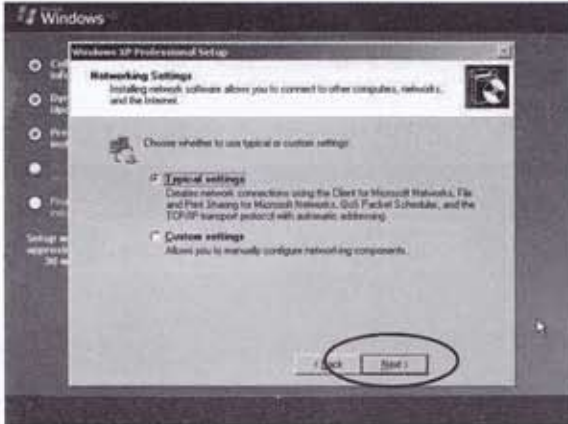 Windows
Windows XP Professional Setup
Networking Settings
Installing network software allows you to connect to other computers, networks,
and the Internet.
Choose whether to use typical or custom settings:
Typical settings
Creates network connections using the Client for Microsoft Networks, File
and Print Sharing for Microsoft Networks, QoS Packet Scheduler, and the
TCP/IP transport protocol with automatic addressing.
Custom settings
Allows you to manually configure networking components.
< Back
Next >